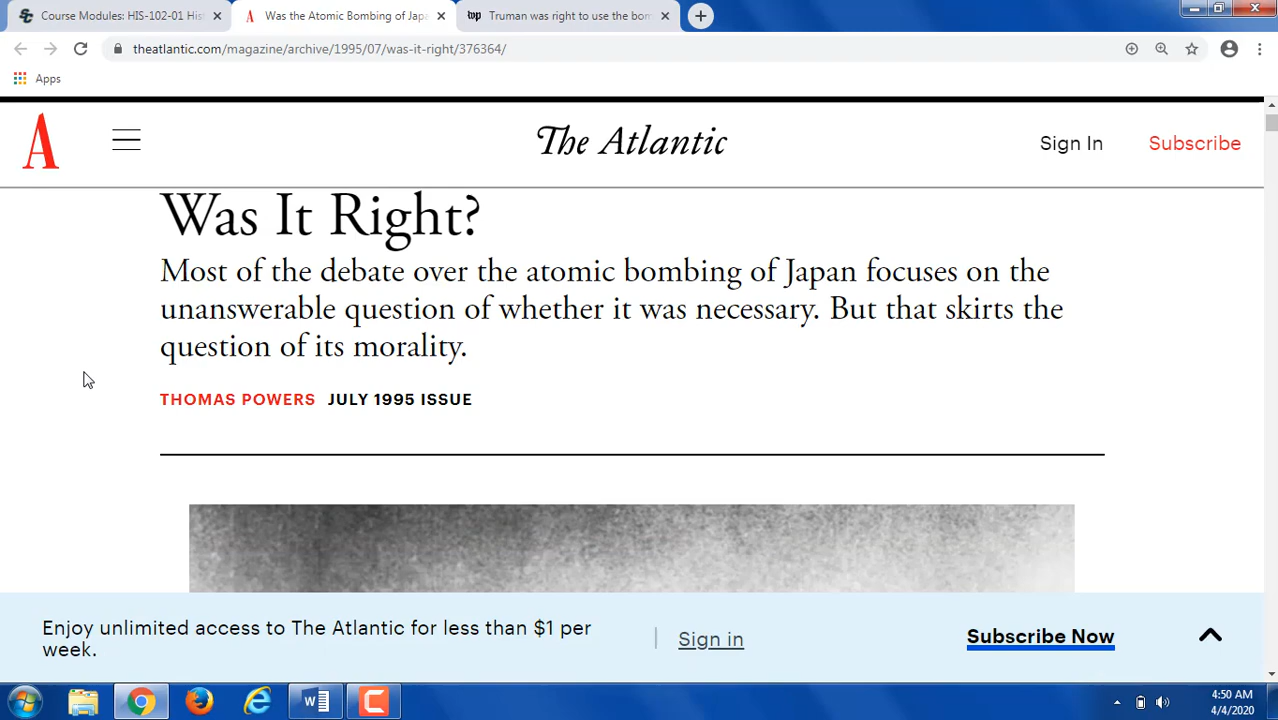 Course Modules: HIS-102-01 His
Was the Atomic Bombing of Jap
Truman was right to use the bom
theatlantic.com/magazine/archive/1995/07/was-it-right/376364/
Apps
A
The Atlantic
Sign In
Subscribe
Was It Right?
Most of the debate over the atomic bombing of Japan focuses on the
unanswerable question of whether it was necessary. But that skirts the
question of its morality.
THOMAS POWERS JULY 1995 ISSUE
Enjoy unlimited access to The Atlantic for less than $1 per
week.
Sign in
Subscribe Now
4:50 AM
4/4/2020